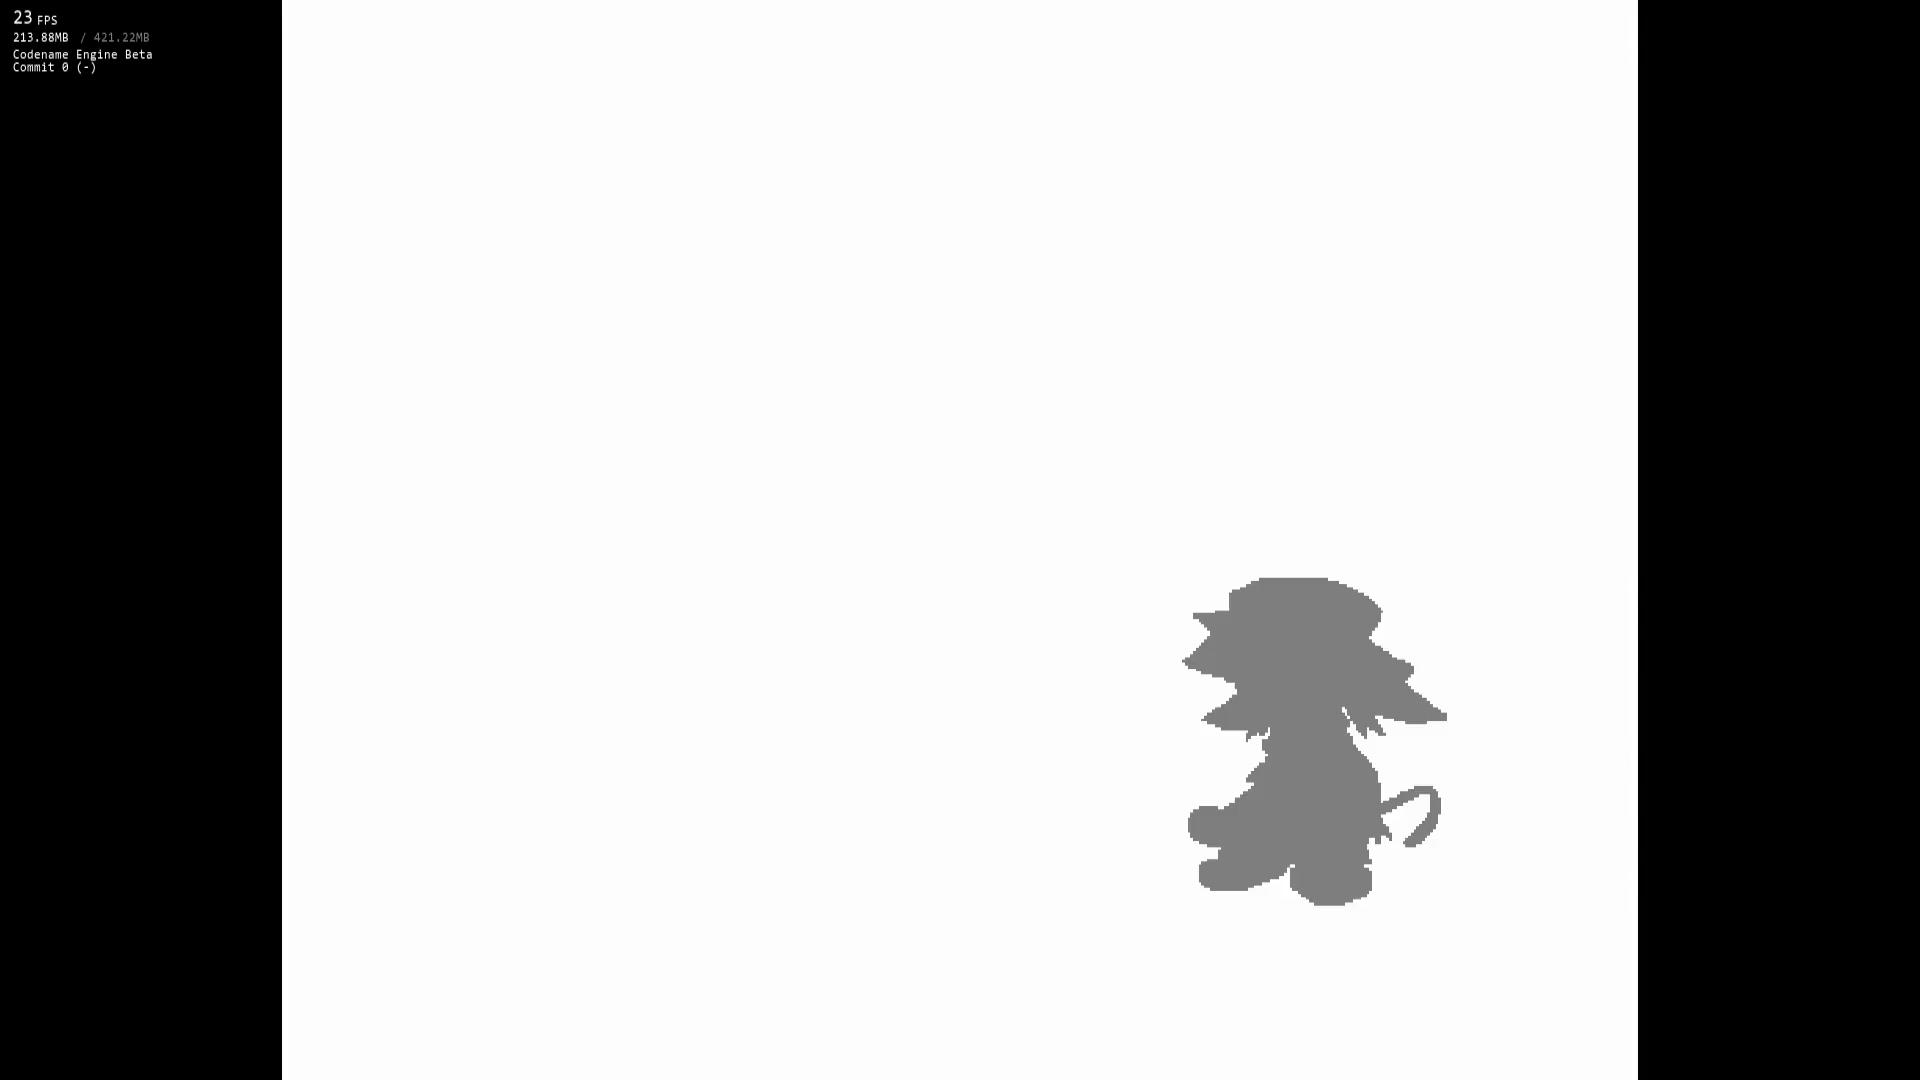 23 FPS
213.88MB / 421.22MB
Codename Engine Beta
Commit 0 (-)